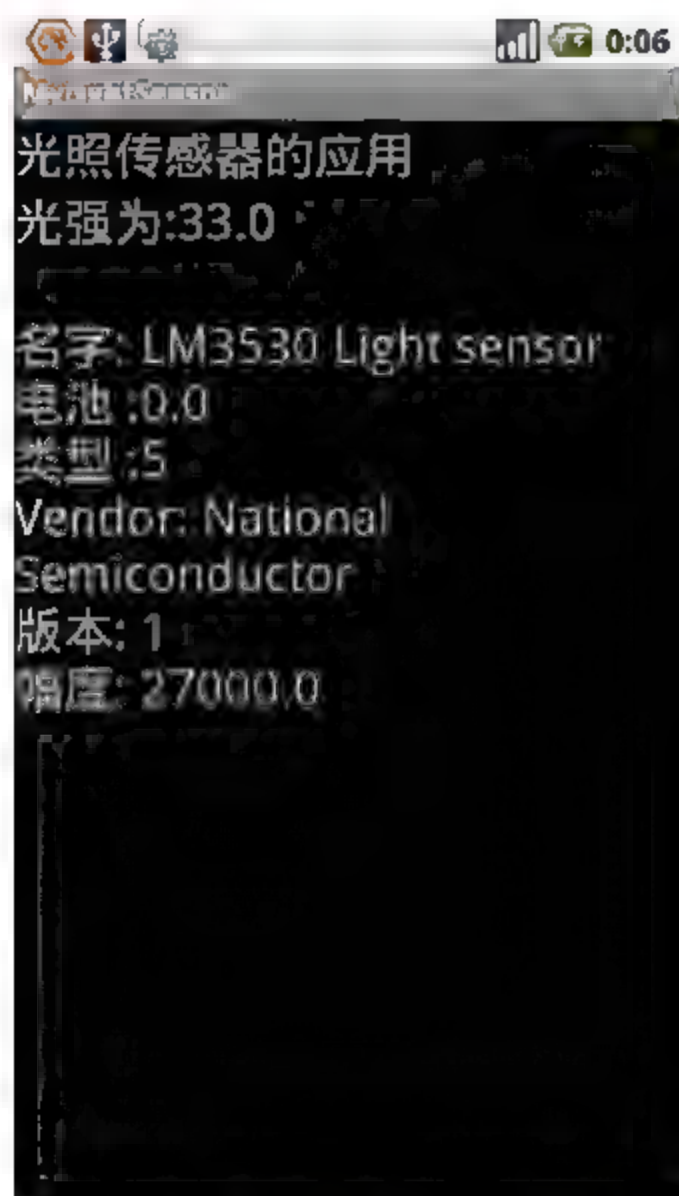 0:06
光照传感器的应用
光强为:33.0
名字: LM3530 Light sensor
电池 :0.0
类型 :5
Vendor: National
Semiconductor
版本: 1
幅度: 27000.0